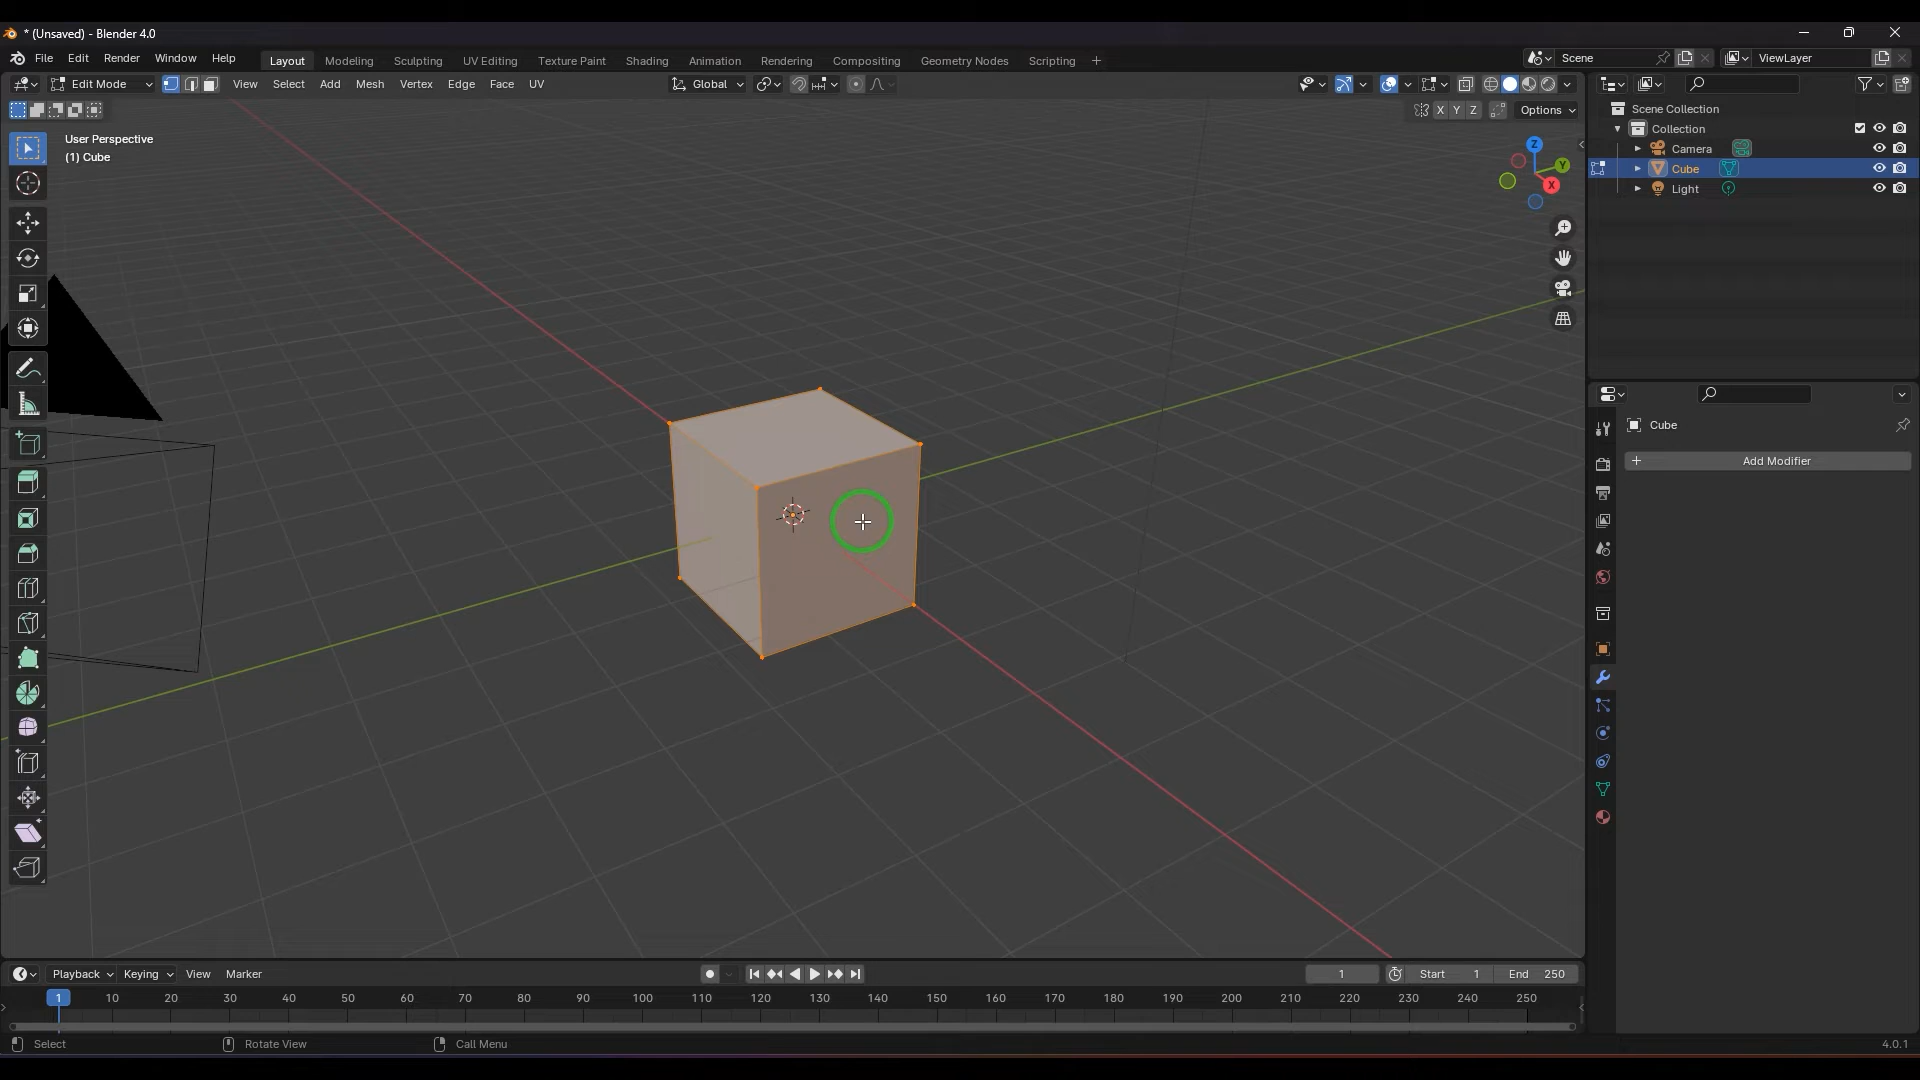 * (Unsaved) - Blender 4.0
File Edit Render Window Help Layout Modeling Sculpting UV Editing Texture Paint Shading Animation Rendering Compositing Geometry Nodes Scripting + Scene ViewLayer
Edit Mode View Select Add Mesh Vertex Edge Face UV Global
X Y Z Options
User Perspective
(1) Cube
Z
Y
X
Scene Collection
Collection
Camera
Cube
Light
Cube
+ Add Modifier
Playback Keying View Marker 1 Start 1 End 250
1 10 20 30 40 50 60 70 80 90 100 110 120 130 140 150 160 170 180 190 200 210 220 230 240 250
Select Rotate View Call Menu 4.0.1